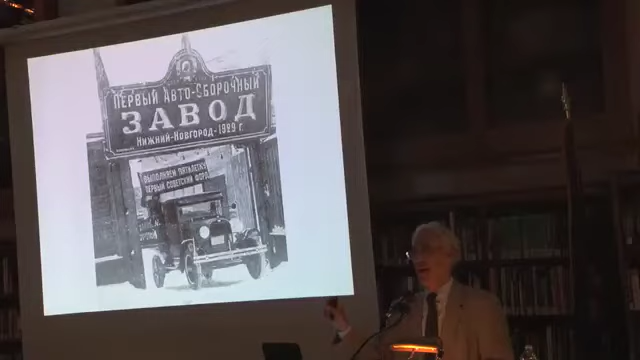 ПЕРВЫЙ АВТО-СБОРОЧНЫЙ
ЗАВОД
НИЖНИЙ-НОВГОРОД-1929 г.
ВЫПОЛНЯЕМ ПЯТИЛЕТКУ
ПЕРВЫЙ СОВЕТСКИЙ ФОРД